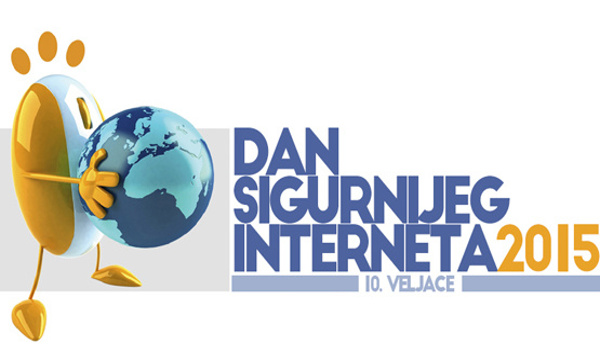 DAN
SIGURNIJEG
INTERNETA2015
10. VELJACE